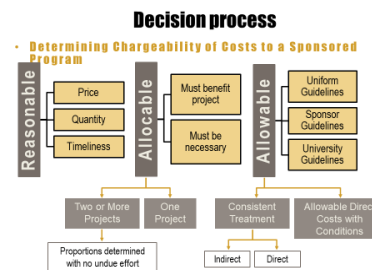 Decision process
• Determining Chargeability of Costs to a Sponsored
Program
Reasonable
Price
Quantity
Timeliness
Allocable
Must benefit
project
Must be
necessary
Allowable
Uniform
Guidelines
Sponsor
Guidelines
University
Guidelines
Two or More
Projects
One
Project
Consistent
Treatment
Allowable Direct
Costs with
Conditions
Proportions determined
with no undue effort
Indirect
Direct